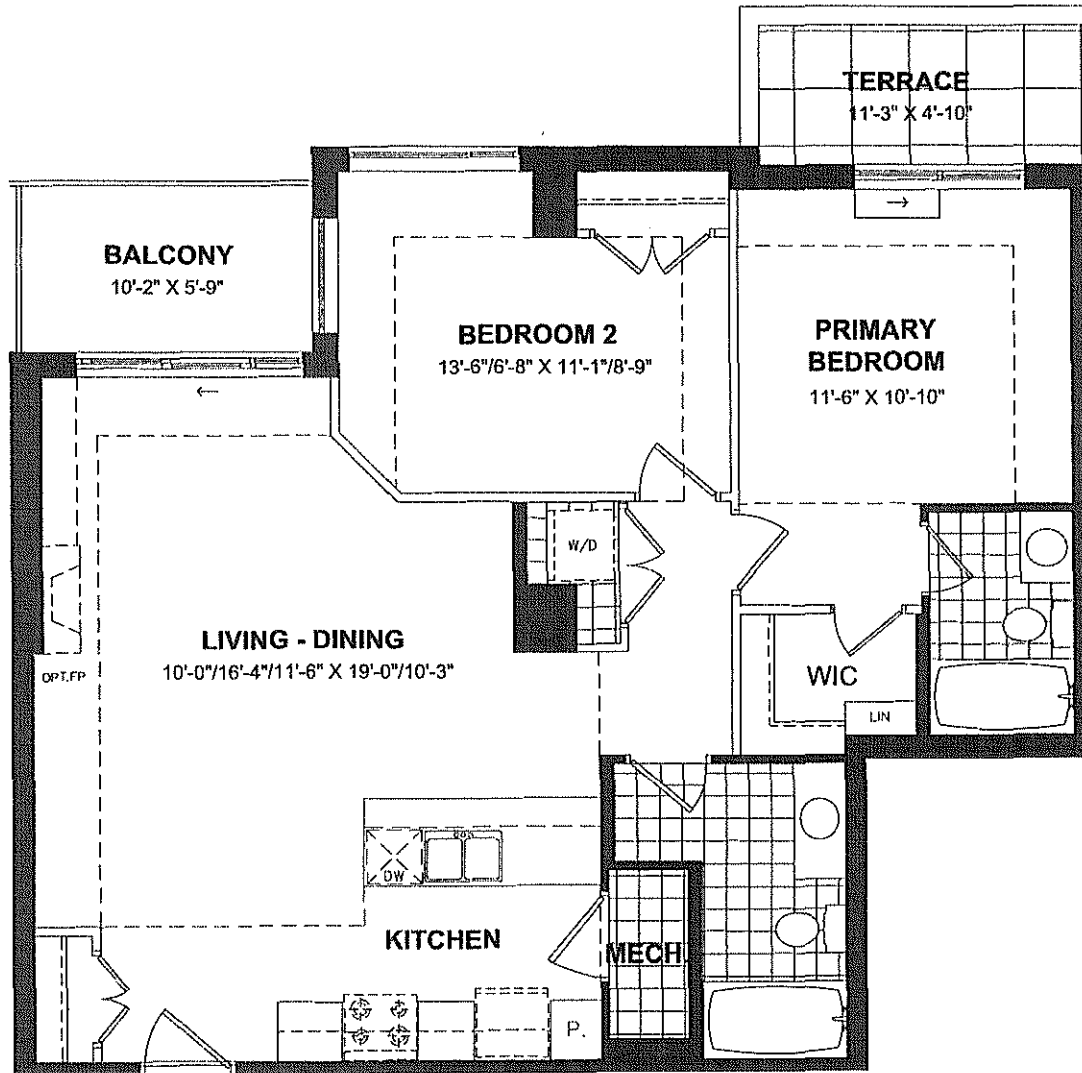 TERRACE
11'-3" X 4'-10"
BALCONY
10'-2" X 5'-9"
BEDROOM 2
13'-6"/6'-8" X 11'-1"/8'-9"
PRIMARY
BEDROOM
11'-6" X 10'-10"
W/D
LIVING - DINING
10'-0"/16'-4"/11'-6" X 19'-0"/10'-3"
OPT.FP
WIC
LIN
DW
KITCHEN
MECH.
P.